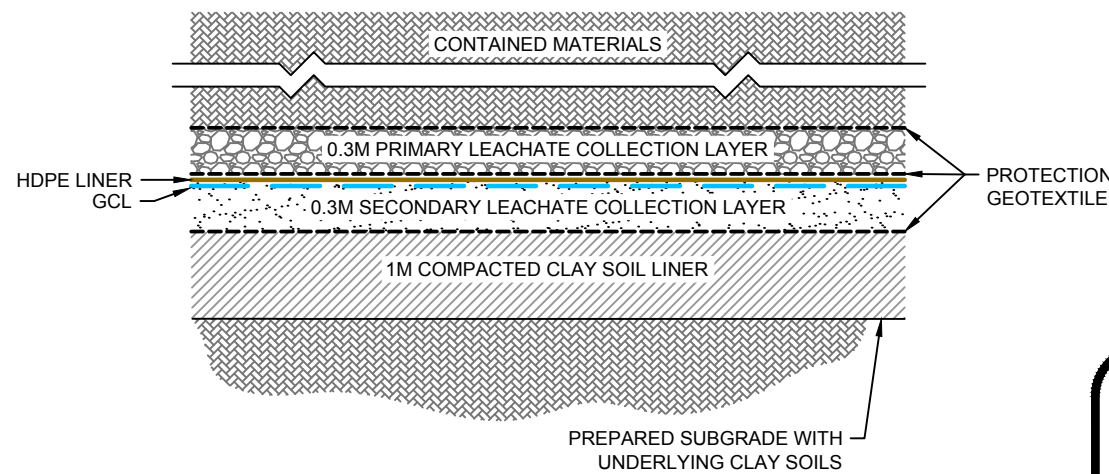 CONTAINED MATERIALS
0.3M PRIMARY LEACHATE COLLECTION LAYER
HDPE LINER
GCL
PROTECTION
GEOTEXTILE
0.3M SECONDARY LEACHATE COLLECTION LAYER
1M COMPACTED CLAY SOIL LINER
PREPARED SUBGRADE WITH
UNDERLYING CLAY SOILS